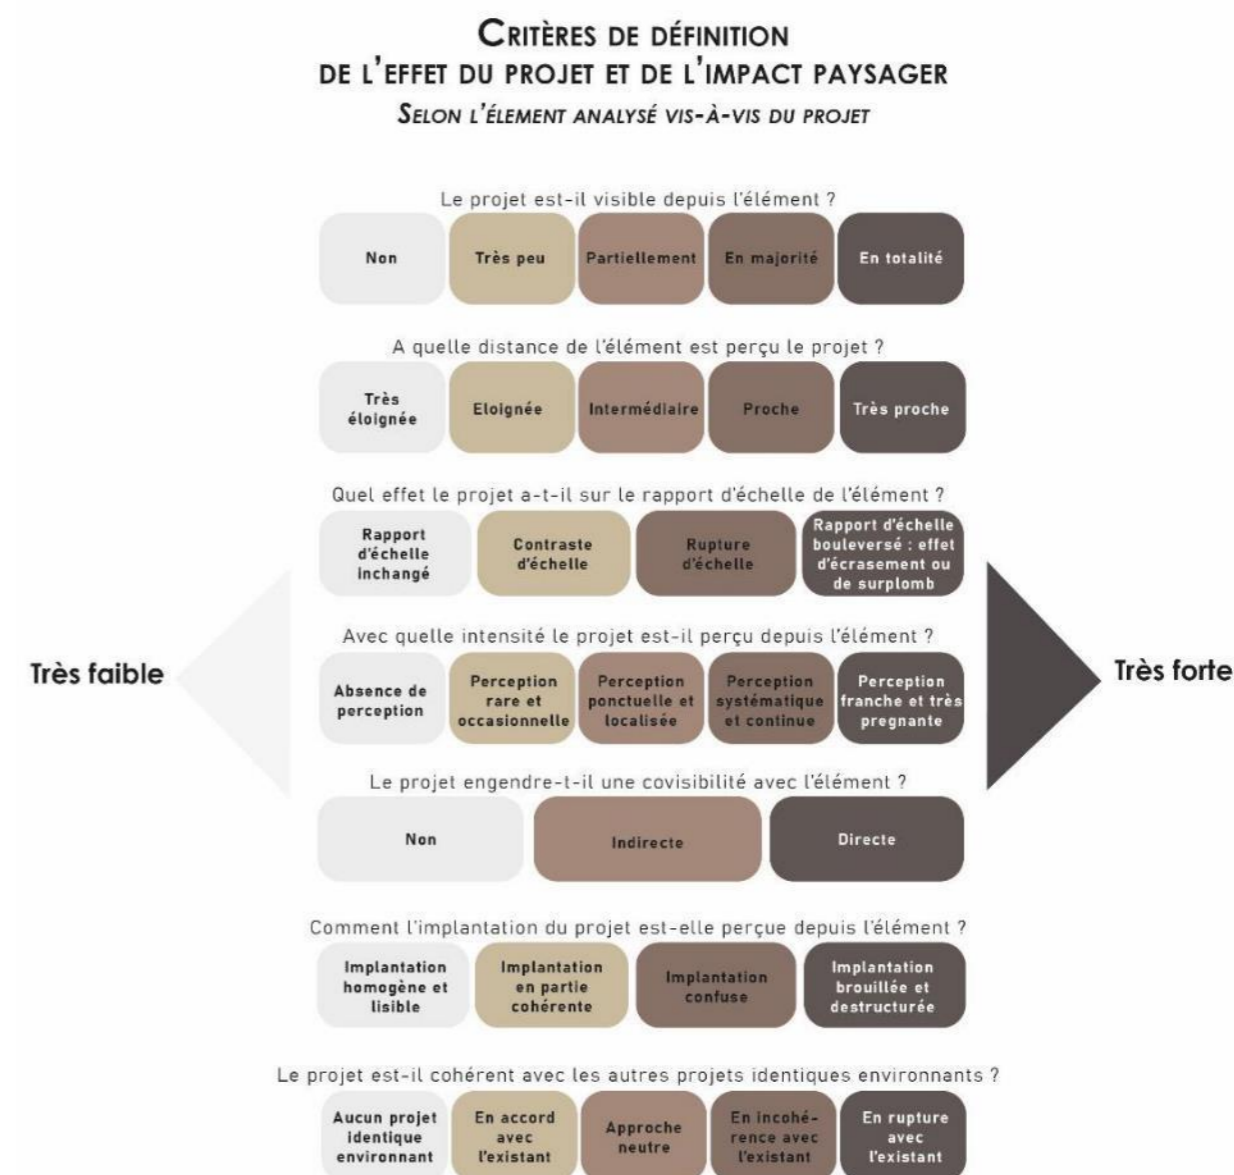 CRITÈRES DE DÉFINITION
DE L'EFFET DU PROJET ET DE L'IMPACT PAYSAGER
SELON L'ÉLEMENT ANALYSÉ VIS-À-VIS DU PROJET
Le projet est-il visible depuis l'élément ?
Non
Très peu
Partiellement
En majorité
En totalité
A quelle distance de l'élément est perçu le projet ?
Très
éloignée
Eloignée
Intermédiaire
Proche
Très proche
Quel effet le projet a-t-il sur le rapport d'échelle de l'élément ?
Rapport
d'échelle
inchangé
Contraste
d'échelle
Rupture
d'échelle
Rapport d'échelle
bouleversé : effet
d'écrasement ou
de surplomb
Très faible
Très forte
Avec quelle intensité le projet est-il perçu depuis l'élément ?
Absence de
perception
Perception
rare et
occasionnelle
Perception
ponctuelle et
localisée
Perception
systématique
et continue
Perception
franche et très
pregnante
Le projet engendre-t-il une covisibilité avec l'élément ?
Non
Indirecte
Directe
Comment l'implantation du projet est-elle perçue depuis l'élément ?
Implantation
homogène et
lisible
Implantation
en partie
cohérente
Implantation
confuse
Implantation
brouillée et
destructurée
Le projet est-il cohérent avec les autres projets identiques environnants ?
Aucun projet
identique
environnant
En accord
avec
l'existant
Approche
neutre
En incohé-
rence avec
l'existant
En rupture
avec
l'existant